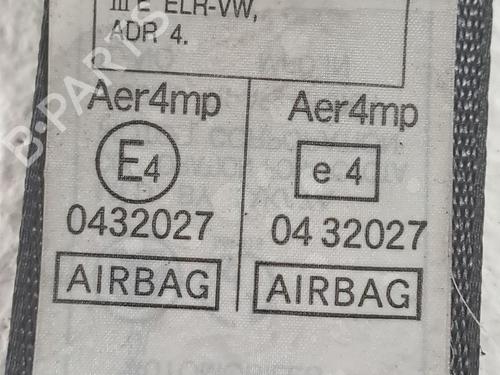 III E ELR-VW,
ADR 4.
Aer4mp
E4
0432027
AIRBAG
Aer4mp
e 4
04 32027
AIRBAG
B-PARTS